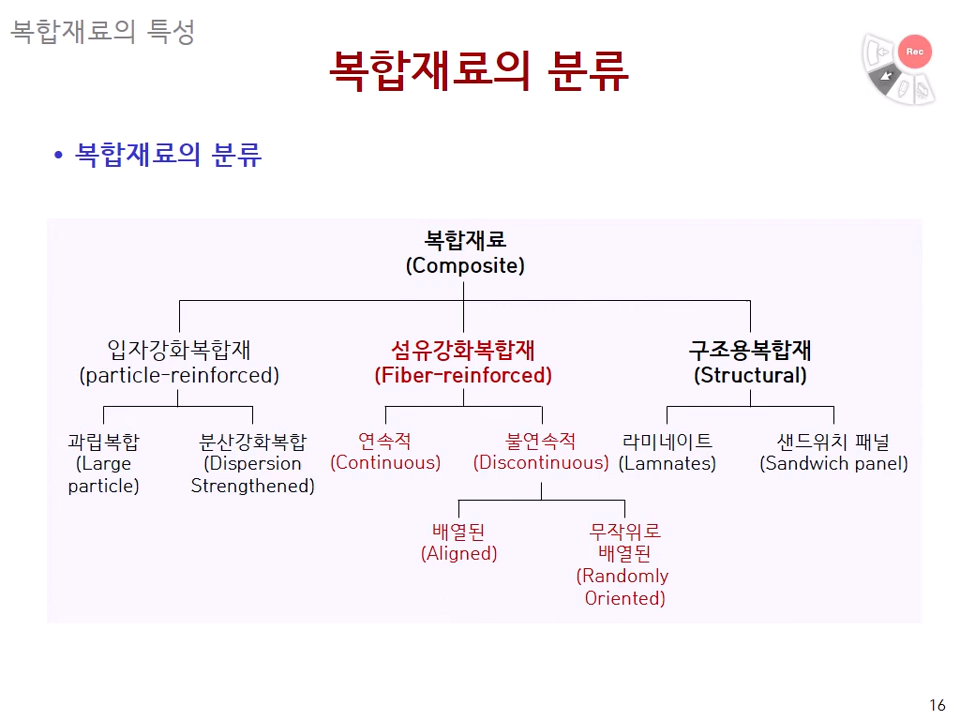 복합재료의 특성
복합재료의 분류
Rec
• 복합재료의 분류
복합재료
(Composite)
입자강화복합재
(particle-reinforced)
섬유강화복합재
(Fiber-reinforced)
구조용복합재
(Structural)
과립복합
(Large
particle)
분산강화복합
(Dispersion
Strengthened)
연속적
(Continuous)
불연속적
(Discontinuous)
라미네이트
(Lamnates)
샌드위치 패널
(Sandwich panel)
배열된
(Aligned)
무작위로
배열된
(Randomly
Oriented)
16